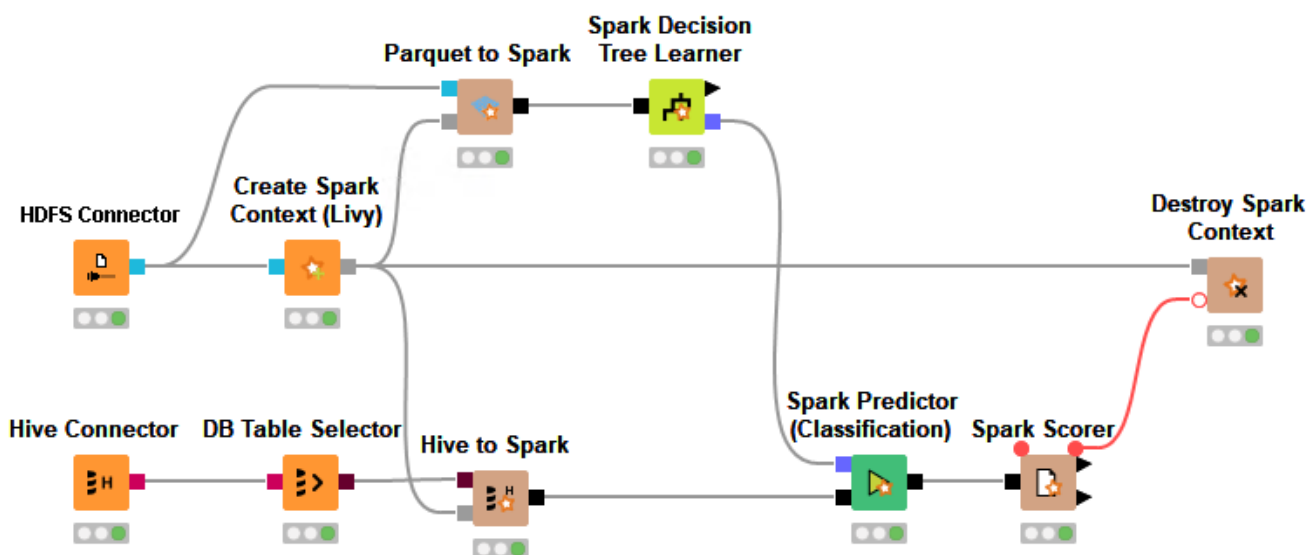 Spark Decision
Tree Learner
Parquet to Spark
Create Spark
Context (Livy)
HDFS Connector
Destroy Spark
Context
Hive Connector
DB Table Selector
Hive to Spark
H
H
H
Spark Predictor
(Classification)
Spark Scorer